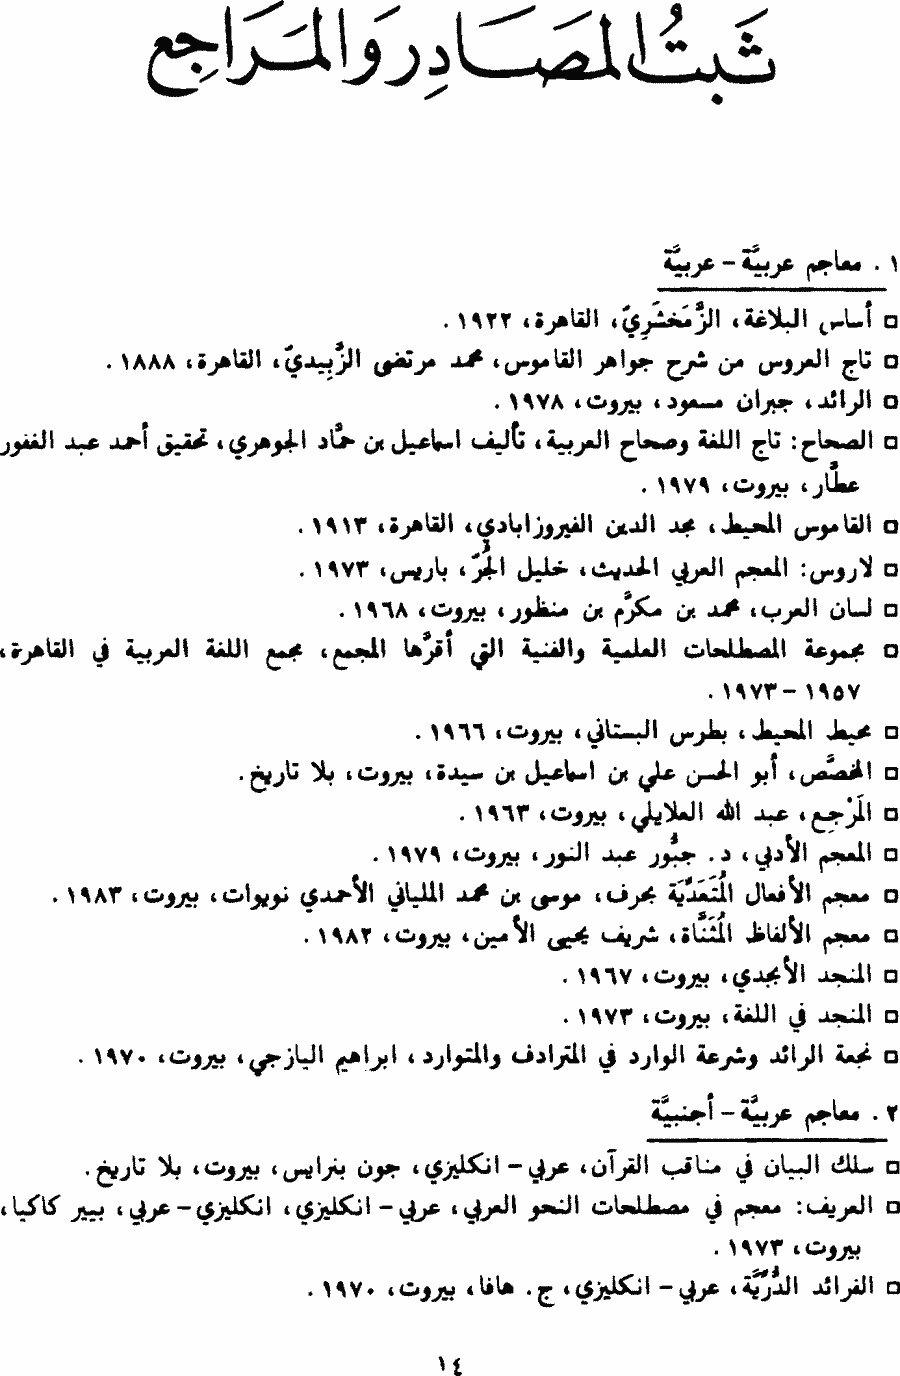 ثَبتُ المصَادِر وَالمَرَاجِع
١ . معاجم عربيَّة – عربيَّة
□ أساس البلاغة، الزَّمَخْشَرِيّ، القاهرة، ١٩٢٢ .
□ تاج العروس من شرح جواهر القاموس، محمد مرتضى الزَّبِيديّ، القاهرة، ١٨٨٨ .
□ الرائد، جبران مسعود، بيروت، ١٩٧٨ .
□ الصحاح: تاج اللغة وصحاح العربية، تأليف اسماعيل بن حمَّاد الجوهري، تحقيق أحمد عبد الغفور
عطَّار، بيروت، ١٩٧٩ .
□ القاموس المحيط، مجد الدين الفيروزابادي، القاهرة، ١٩١٣ .
□ لاروس: المعجم العربي الحديث، خليل الجُرّ، باريس، ١٩٧٣ .
□ لسان العرب، محمد بن مكرَّم بن منظور، بيروت، ١٩٦٨ .
□ مجموعة المصطلحات العلمية والفنية التي أقرَّها المجمع، مجمع اللغة العربية في القاهرة،
١٩٥٧ – ١٩٧٣ .
□ محيط المحيط، بطرس البستاني، بيروت، ١٩٦٦ .
□ المخصَّص، أبو الحسن علي بن اسماعيل بن سيدة، بيروت، بلا تاريخ.
□ المَرْجِع، عبد الله العلايلي، بيروت، ١٩٦٣ .
□ المعجم الأدبي، د. جبُّور عبد النور، بيروت، ١٩٧٩ .
□ معجم الأفعال المُتَعَدِّيَة بحرف، موسى بن محمد الملياني الأحمدي نويوات، بيروت، ١٩٨٣ .
□ معجم الألفاظ المُثَنَّاة، شريف يحيى الأمين، بيروت، ١٩٨٢ .
□ المنجد الأبجدي، بيروت، ١٩٦٧ .
□ المنجد في اللغة، بيروت، ١٩٧٣ .
□ نجعة الرائد وشرعة الوارد في المترادف والمتوارد، ابراهيم اليازجي، بيروت، ١٩٧٠ .
٢ . معاجم عربيَّة – أجنبيَّة
□ سلك البيان في مناقب القرآن، عربي – انكليزي، جون بنرايس، بيروت، بلا تاريخ.
□ العريف: معجم في مصطلحات النحو العربي، عربي – انكليزي، انكليزي – عربي، بيير كاكيا،
بيروت، ١٩٧٣ .
□ الفرائد الدُّرِّيَّة، عربي – انكليزي، ج. هافا، بيروت، ١٩٧٠ .
١٤